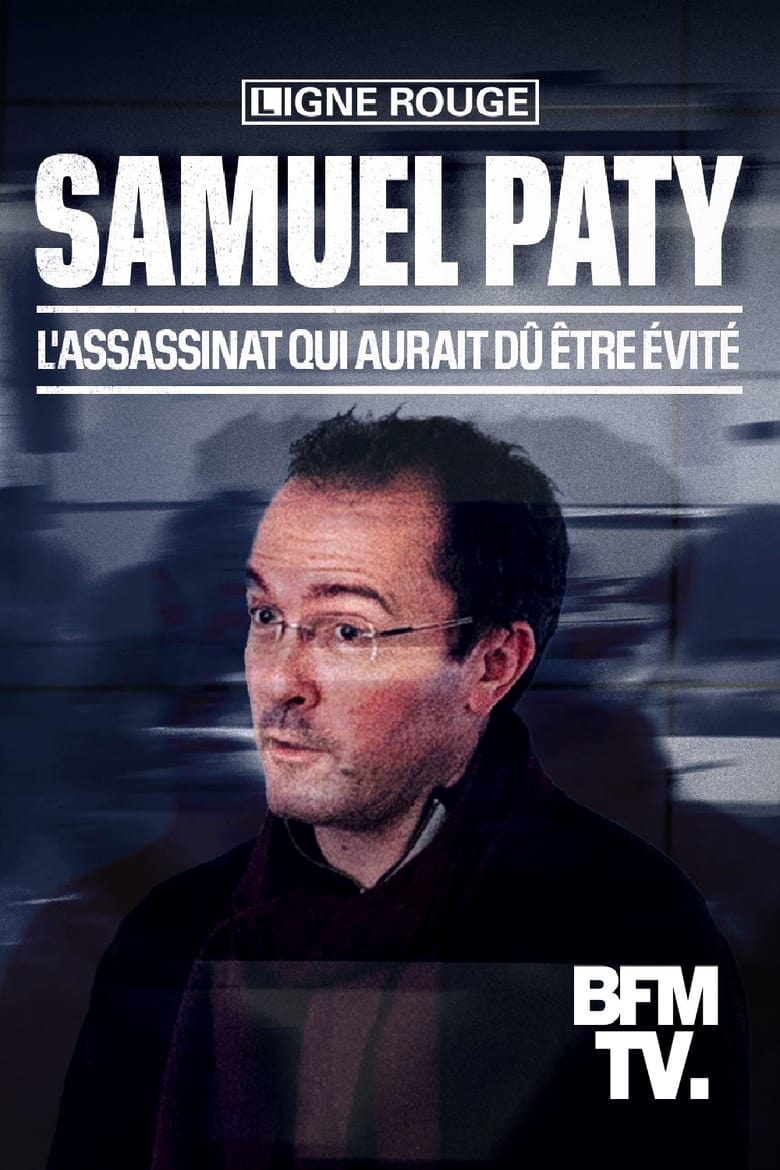 LIGNE ROUGE
SAMUEL PATY
L'ASSASSINAT QUI AURAIT DÛ ÊTRE ÉVITÉ
BFM
TV.